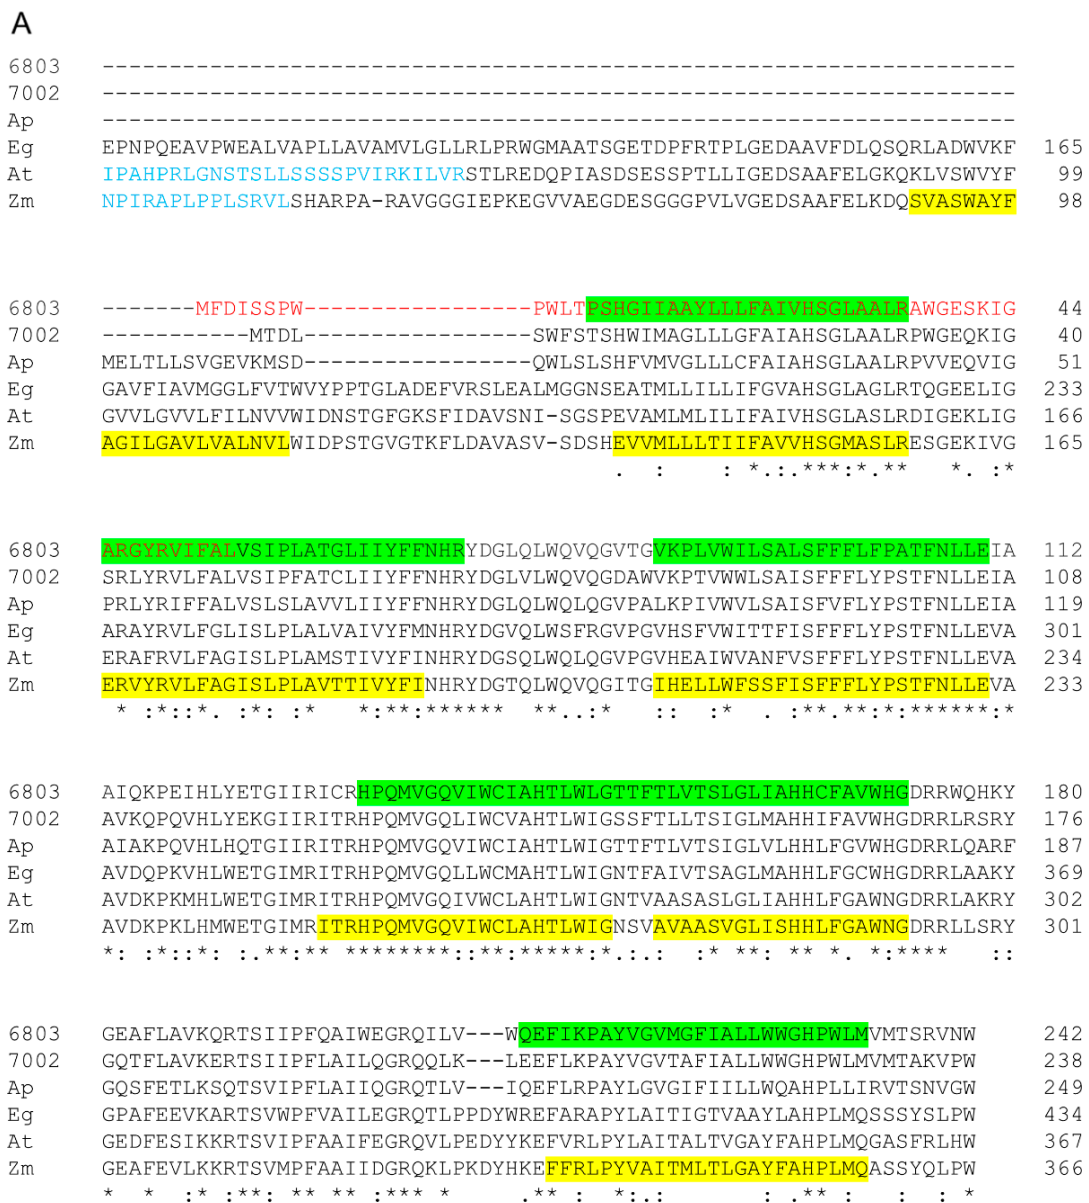 A
6803 -------------------------------------------------------------------- 
7002 --------------------------------------------------------------------
Ap --------------------------------------------------------------------
Eg EPNPQEAVPWEALVAPLLAVAMVLGLLRLPRWGMAATSGETDPFRTPLGEDAAVFDLQSQRLADWVKF 165
At IPAHPRLGNSTSLLSSSSPVIRKILVRSTLREDQPIASDSESSPTLLIGEDSAAFELGKQKLVSWVYF 99
Zm NPIRAPLPPLSRVLSHARPA-RAVGGGIEPKEGVVAEGDESGGGPVLVGEDSAAFELKDQSVASWAYF 98
6803 -------MFDISSPW-----------------PWLTPSHGIIAAYLLLFAIVHSGLAALRAWGESKIG 44
7002 -----------MTDL-----------------SWFSTSHWIMAGLLLGFAIAHSGLAALRPWGEQKIG 40
Ap MELTLLSVGEVKMSD-----------------QWLSLSHFVMVGLLLCFAIAHSGLAALRPVVEQVIG 51
Eg GAVFIAVMGGLFVTWVYPPTGLADEFVRSLEALMGGNSEATMLLILLIFGVAHSGLAGLRTQGEELIG 233
At GVVLGVVLFILNVVWIDNSTGFGKSFIDAVSNI-SGSPEVAMLMLILIFAIVHSGLASLRDIGEKLIG 166
Zm AGILGAVLVALNVLWIDPSTGVGTKFLDAVASV-SDSHEVVMLLLTIIFAVVHSGMASLRESGEKIVG 165
. : : *.:.***:*.** *. :*
6803 ARGYRVIFALVSIPLATGLIIYFFNHRYDGLQLWQVQGVTGVKPLVWILSALSFFFLFPATFNLLEIA 112
7002 SRLYRVLFALVSIPFATCLIIYFFNHRYDGLVLWQVQGDAWVKPTVWWLSAISFFFLYPSTFNLLEIA 108
Ap PRLYRIFFALVSLSLAVVLIIYFFNHRYDGLQLWQLQGVPALKPIVWVLSAISFVFLYPSTFNLLEIA 119
Eg ARAYRVLFGLISLPLALVAIVYFMNHRYDGVQLWSFRGVPGVHSFVWITTFISFFFLYPSTFNLLEVA 301
At ERAFRVLFAGISLPLAMSTIVYFINHRYDGSQLWQLQGVPGVHEAIWVANFVSFFFLYPSTFNLLEVA 234
Zm ERVYRVLFAGISLPLAVTTIVYFINHRYDGTQLWQVQGITGIHELLWFSSFISFFFLYPSTFNLLEVA 233
* :*::*. :*: :* *:**:******* **..:* :: :* . :**.**:*:******:*
6803 AIQKPEIHLYETGIIRICRHPQMVGQVIWCIAHTLWLGTTFTLVTSLGLIAHHCFAVWHGDRRWQHKY 180
7002 AVKQPQVHLYEKGIIRITRHPQMVGQLIWCVAHTLWIGSSFTLLTSIGLMAHHIFAVWHGDRRLRSRY 176
Ap AIAKPQVHLHQTGIIRITRHPQMVGQVIWCIAHTLWIGTTFTLVTSIGLVLHHLFGVWHGDRRLQARF 187
Eg AVDQPKVHLWETGIMRITRHPQMVGQLLWCMAHTLWIGNTFAIVTSAGLMAHHLFGCWHGDRRLAAKY 369
At AVDKPKMHLWETGIMRITRHPQMVGQIVWCLAHTLWIGNTVAASASLGLIAHHLFGAWNGDRRLAKRY 302
Zm AVDKPKLHMWETGIMRITRHPQMVGQVIWCLAHTLWIGNSVAVAASVGLISHHLFGAWNGDRRLLSRY 301
*: :*::*: :.**:** ********::**:*****:*.:.: :* **: ** *. *:**** ::
6803 GEAFLAVKQRTSIIPFQAIWEGRQILV---WQEFIKPAYVGVMGFIALLWWGHPWLMVMTSRVNW 242
7002 GQTFLAVKERTSIIPFLAILQGRQQLK---LEEFLKPAYVGVTAFIALLWWGHPWLMVMTAKVPW 238
Ap GQSFETLKSQTSVIPFLAIIQGRQTLV---IQEFLRPAYLGVGIFIILLWQAHPLLIRVTSNVGW 249
Eg GPAFEEVKARTSVWPFVAILEGRQTLPPDYWREFARAPYLAITIGTVAAYLAHPLMQSSSYSLPW 434
At GEDFESIKKRTSVIPFAAIFEGRQVLPEDYYKEFVRLPYLAITALTVGAYFAHPLMQGASFRLHW 367
Zm GEAFEVLKKRTSVMPFAAIIDGRQKLPKDYHKEFFRLPYVAITMLTLGAYFAHPLMQASSYQLPW 366
* * :* :**: ** ** :*** * .** : *:.: : .** : : : *